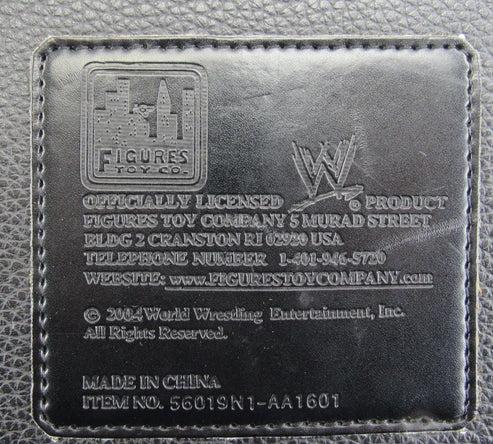 FIGURES
TOY CO.
W
OFFICIALLY LICENSED ® PRODUCT
FIGURES TOY COMPANY 5 MURAD STREET
BLDG 2 CRANSTON RI 02920 USA
TELEPHONE NUMBER 1-401-946-5720
WEBSITE: www.FIGURESTOYCOMPANY.com
© 2004 World Wrestling Entertainment, Inc.
All Rights Reserved.
MADE IN CHINA
ITEM NO. 56019N1-AA1601